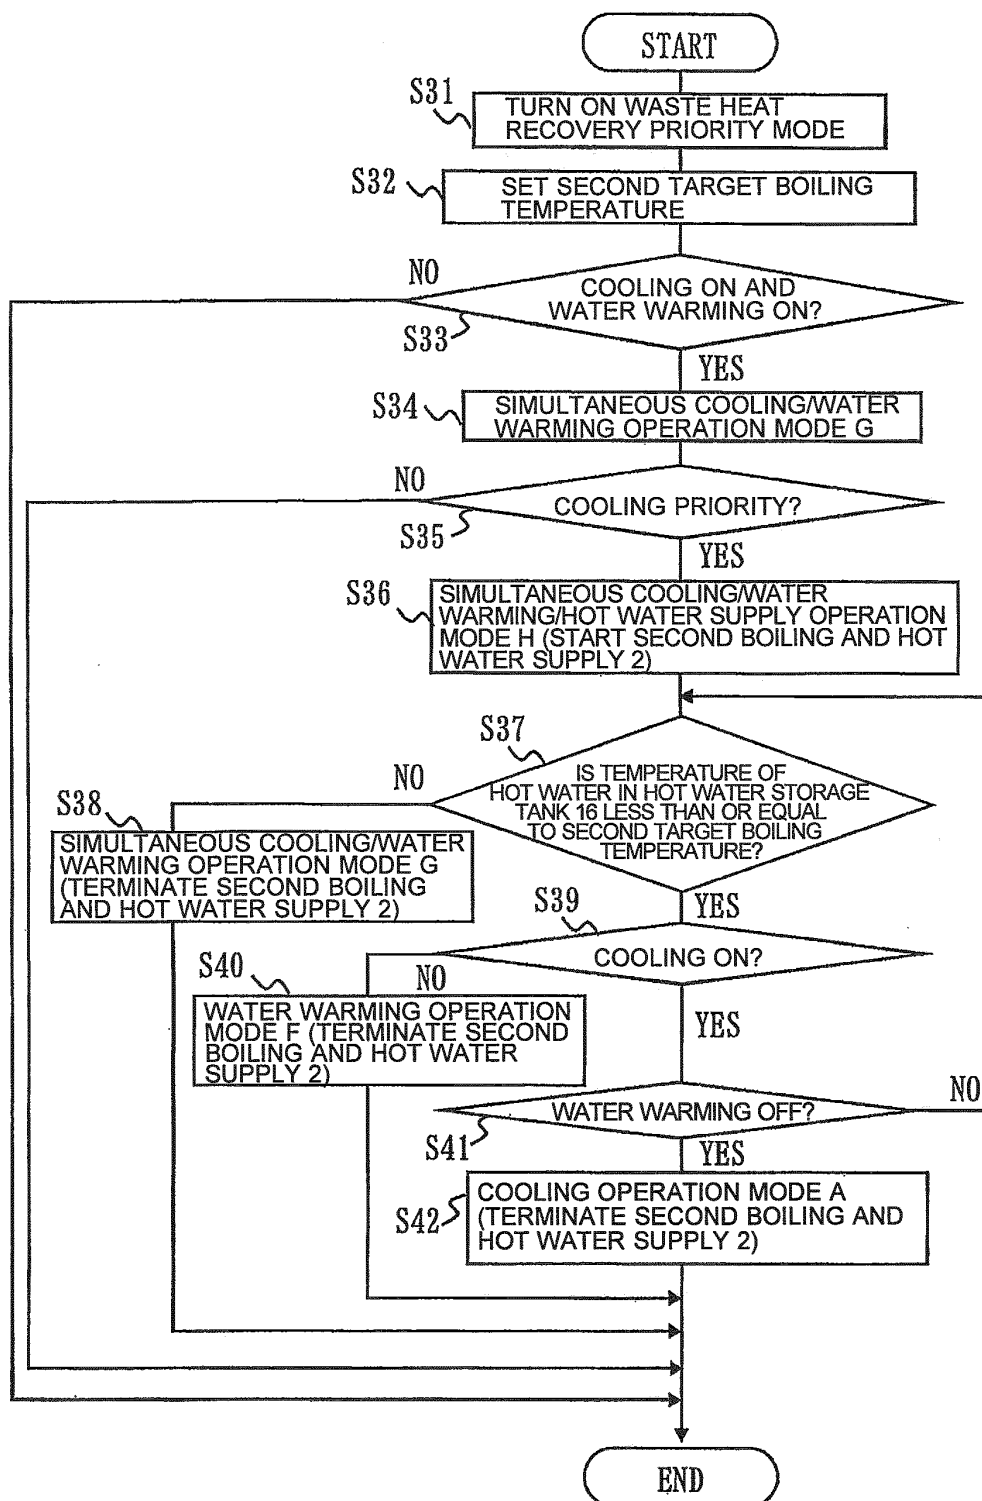 START
S31
TURN ON WASTE HEAT
RECOVERY PRIORITY MODE
S32
SET SECOND TARGET BOILING
TEMPERATURE
NO
COOLING ON AND
WATER WARMING ON?
S33
YES
S34
SIMULTANEOUS COOLING/WATER
WARMING OPERATION MODE G
NO
COOLING PRIORITY?
S35
YES
S36
SIMULTANEOUS COOLING/WATER
WARMING/HOT WATER SUPPLY OPERATION
MODE H (START SECOND BOILING AND HOT
WATER SUPPLY 2)
S37
NO
IS TEMPERATURE OF
HOT WATER IN HOT WATER STORAGE
TANK 16 LESS THAN OR EQUAL
TO SECOND TARGET BOILING
TEMPERATURE?
S38
SIMULTANEOUS COOLING/WATER
WARMING OPERATION MODE G
(TERMINATE SECOND BOILING
AND HOT WATER SUPPLY 2)
YES
S39
COOLING ON?
NO
S40
WATER WARMING OPERATION
MODE F (TERMINATE SECOND
BOILING AND HOT WATER
SUPPLY 2)
YES
WATER WARMING OFF?
NO
S41
YES
S42
COOLING OPERATION MODE A
(TERMINATE SECOND BOILING AND
HOT WATER SUPPLY 2)
END